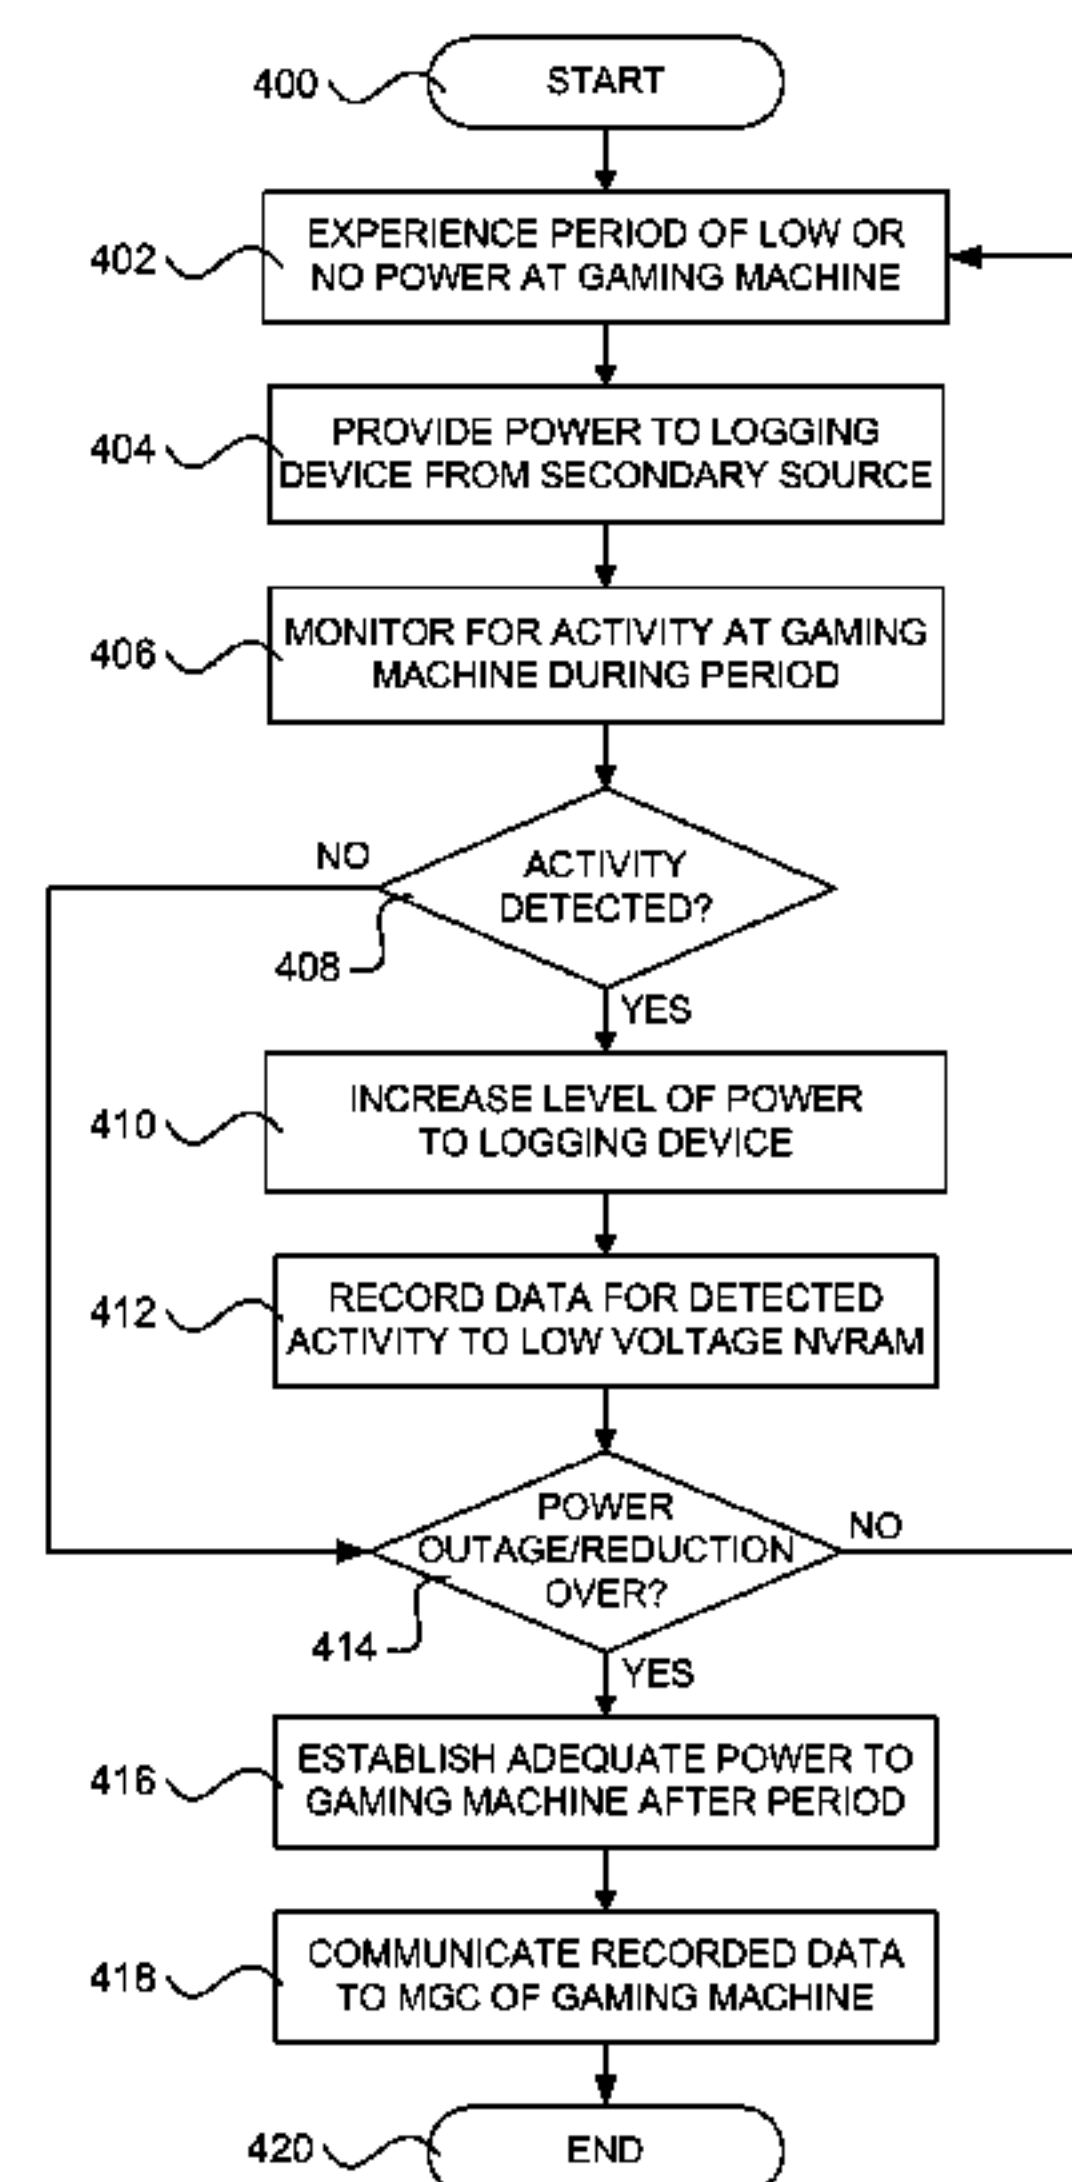 400
START
402
EXPERIENCE PERIOD OF LOW OR
NO POWER AT GAMING MACHINE
404
PROVIDE POWER TO LOGGING
DEVICE FROM SECONDARY SOURCE
406
MONITOR FOR ACTIVITY AT GAMING
MACHINE DURING PERIOD
NO
ACTIVITY
DETECTED?
408
YES
410
INCREASE LEVEL OF POWER
TO LOGGING DEVICE
412
RECORD DATA FOR DETECTED
ACTIVITY TO LOW VOLTAGE NVRAM
POWER
OUTAGE/REDUCTION
OVER?
NO
414
YES
416
ESTABLISH ADEQUATE POWER TO
GAMING MACHINE AFTER PERIOD
418
COMMUNICATE RECORDED DATA
TO MGC OF GAMING MACHINE
420
END